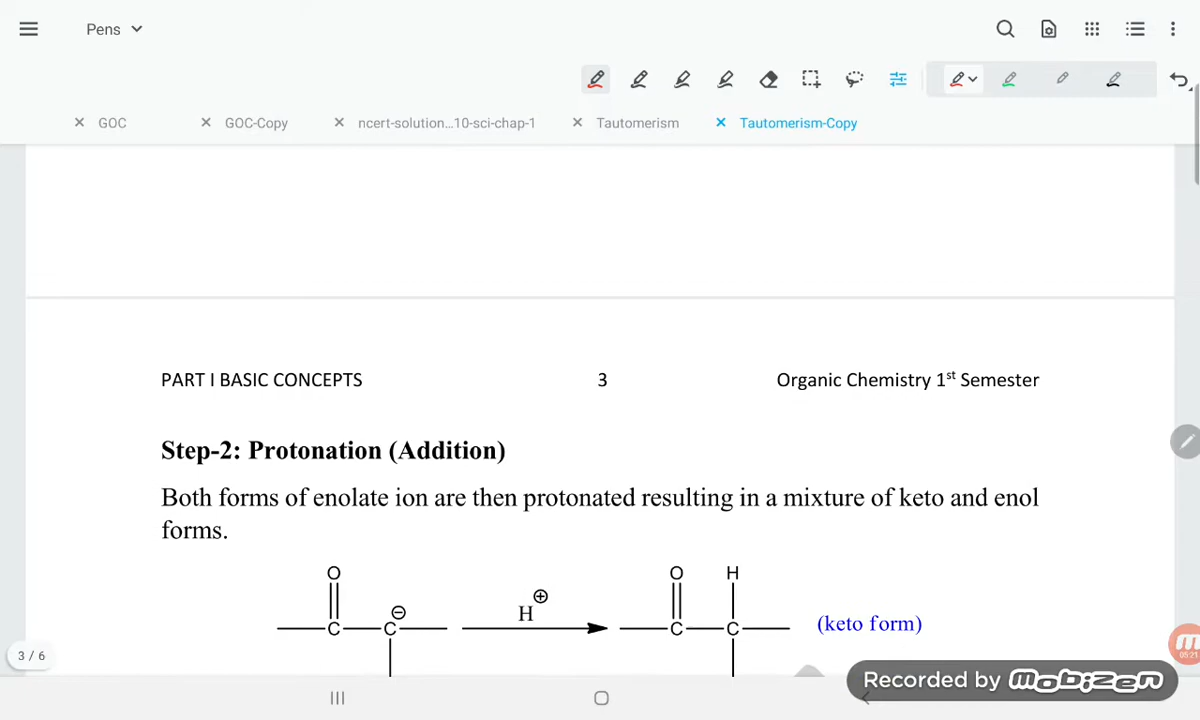 Pens
GOC
GOC-Copy
ncert-solution...10-sci-chap-1
Tautomerism
Tautomerism-Copy
PART I BASIC CONCEPTS 3 Organic Chemistry 1st Semester
Step-2: Protonation (Addition)
Both forms of enolate ion are then protonated resulting in a mixture of keto and enol
forms.
O ⊕ O H
H
⊖
C C C C (keto form)
3 / 6
05:21
Recorded by mobizen